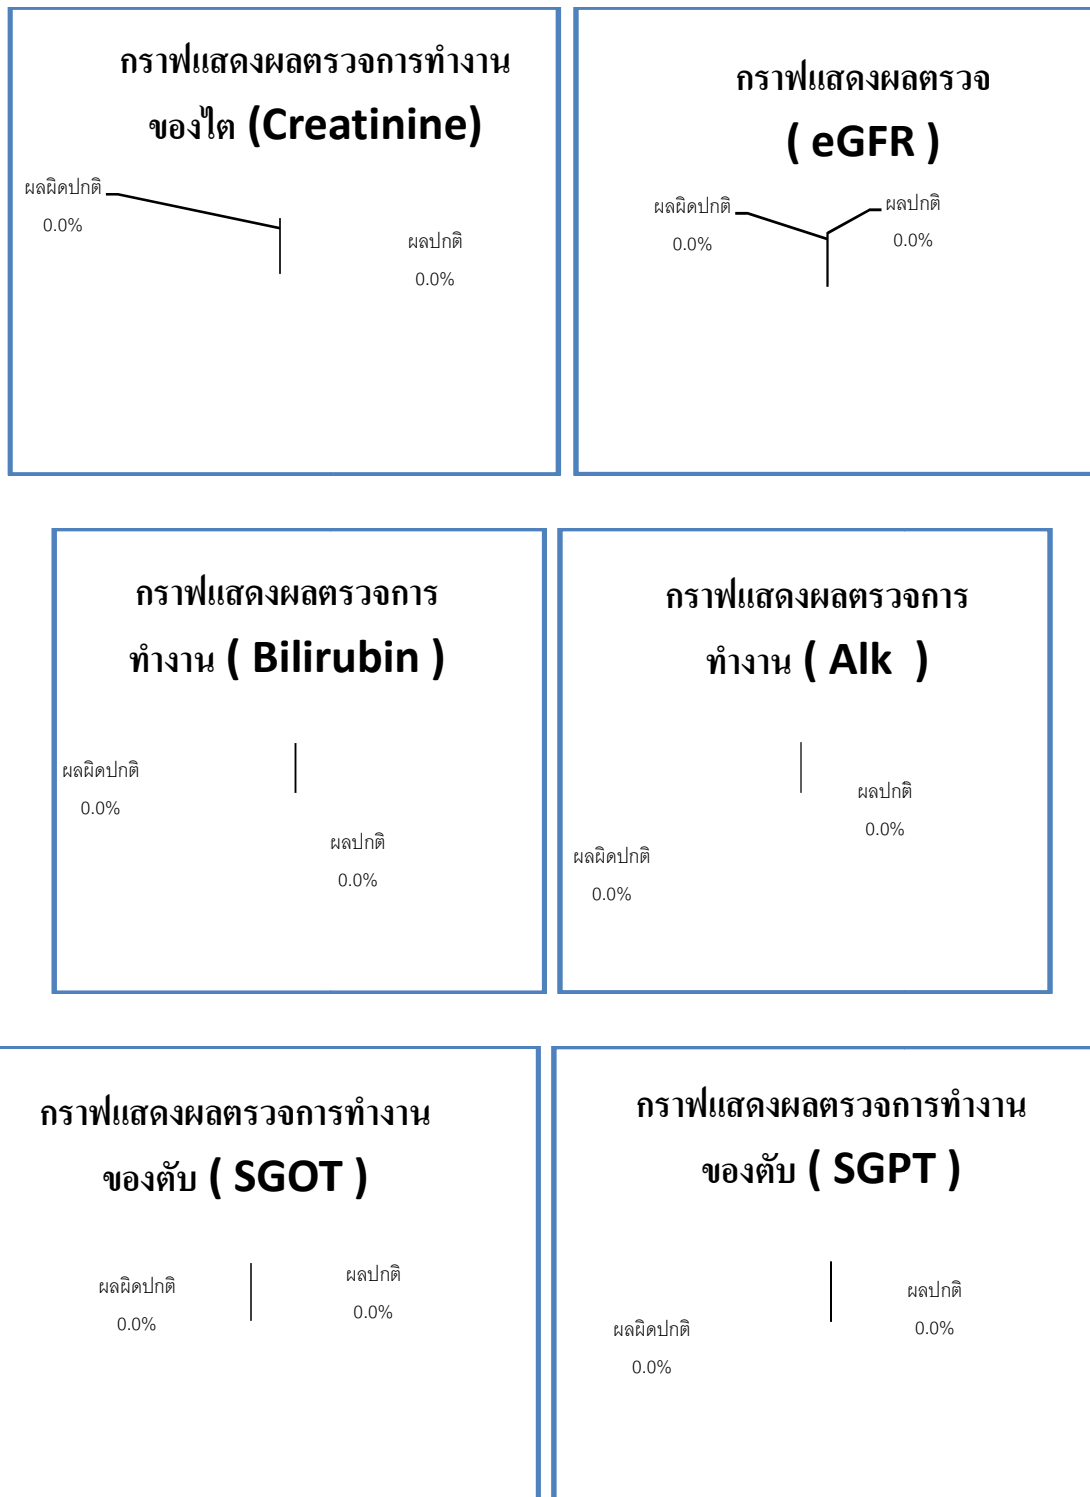 กราฟแสดงผลตรวจการทำงาน
ของไต (Creatinine)
ผลผิดปกติ
0.0%
ผลปกติ
0.0%
กราฟแสดงผลตรวจ
( eGFR )
ผลผิดปกติ
0.0%
ผลปกติ
0.0%
กราฟแสดงผลตรวจการ
ทำงาน ( Bilirubin )
ผลผิดปกติ
0.0%
ผลปกติ
0.0%
กราฟแสดงผลตรวจการ
ทำงาน ( Alk )
ผลปกติ
0.0%
ผลผิดปกติ
0.0%
กราฟแสดงผลตรวจการทำงาน
ของตับ ( SGOT )
ผลผิดปกติ
0.0%
ผลปกติ
0.0%
กราฟแสดงผลตรวจการทำงาน
ของตับ ( SGPT )
ผลปกติ
0.0%
ผลผิดปกติ
0.0%